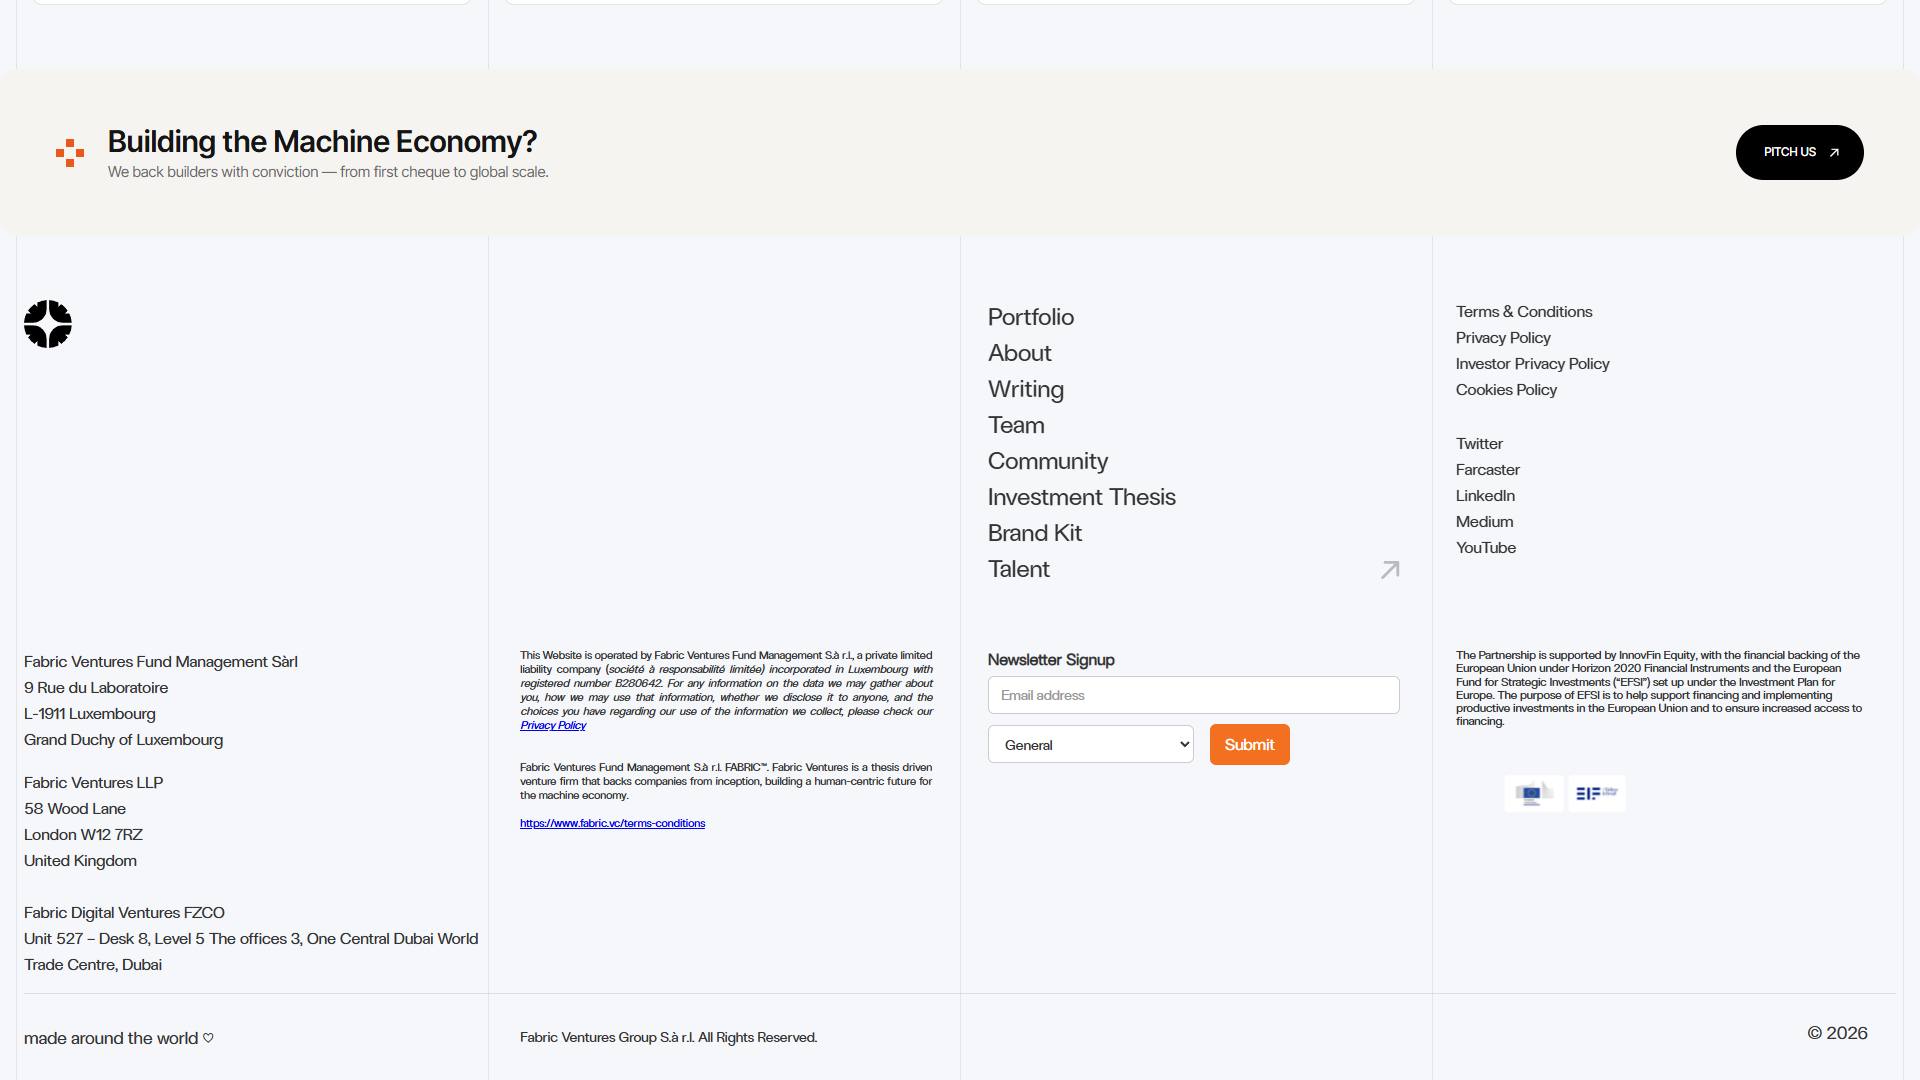 Building the Machine Economy?
We back builders with conviction — from first cheque to global scale.
PITCH US
Portfolio
About
Writing
Team
Community
Investment Thesis
Brand Kit
Talent
Terms & Conditions
Privacy Policy
Investor Privacy Policy
Cookies Policy
Twitter
Farcaster
LinkedIn
Medium
YouTube
Fabric Ventures Fund Management Sàrl
9 Rue du Laboratoire
L-1911 Luxembourg
Grand Duchy of Luxembourg
Fabric Ventures LLP
58 Wood Lane
London W12 7RZ
United Kingdom
Fabric Digital Ventures FZCO
Unit 527 – Desk 8, Level 5 The offices 3, One Central Dubai World
Trade Centre, Dubai
This Website is operated by Fabric Ventures Fund Management S.à r.l., a private limited
liability company (société à responsabilité limitée) incorporated in Luxembourg with
registered number B280642. For any information on the data we may gather about
you, how we may use that information, whether we disclose it to anyone, and the
choices you have regarding our use of the information we collect, please check our
Privacy Policy
Fabric Ventures Fund Management S.à r.l. FABRIC™. Fabric Ventures is a thesis driven
venture firm that backs companies from inception, building a human-centric future for
the machine economy.
https://www.fabric.vc/terms-conditions
Newsletter Signup
Email address
General
Submit
The Partnership is supported by InnovFin Equity, with the financial backing of the
European Union under Horizon 2020 Financial Instruments and the European
Fund for Strategic Investments (“EFSI”) set up under the Investment Plan for
Europe. The purpose of EFSI is to help support financing and implementing
productive investments in the European Union and to ensure increased access to
financing.
EIF
made around the world ♡
Fabric Ventures Group S.à r.l. All Rights Reserved.
© 2026